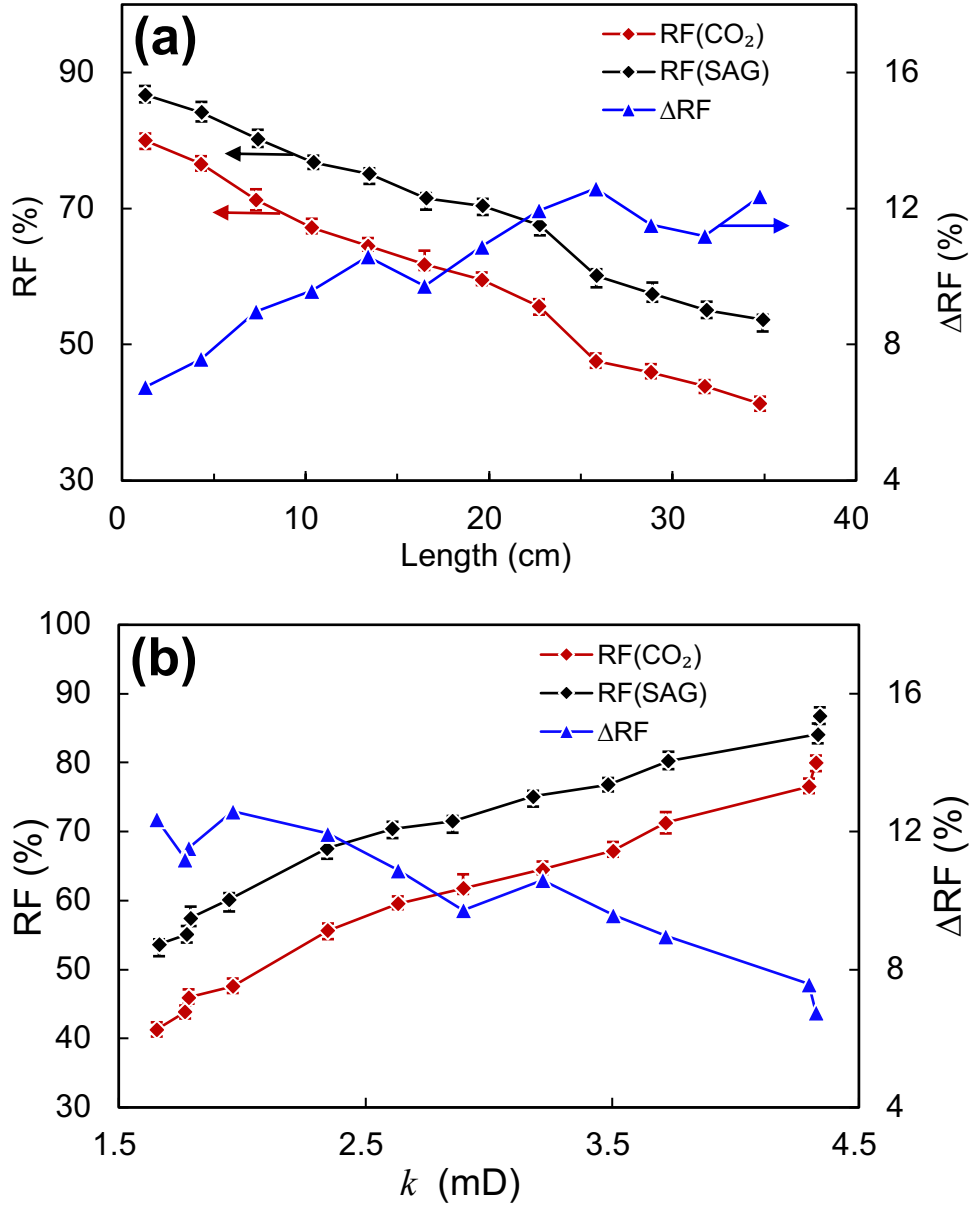 (a)
RF(CO₂)
RF(SAG)
ΔRF
90
70
50
30
RF (%)
16
12
8
4
ΔRF (%)
0 10 20 30 40
Length (cm)
(b)
RF(CO₂)
RF(SAG)
ΔRF
100
90
80
70
60
50
40
30
RF (%)
16
12
8
4
ΔRF (%)
1.5 2.5 3.5 4.5
k (mD)